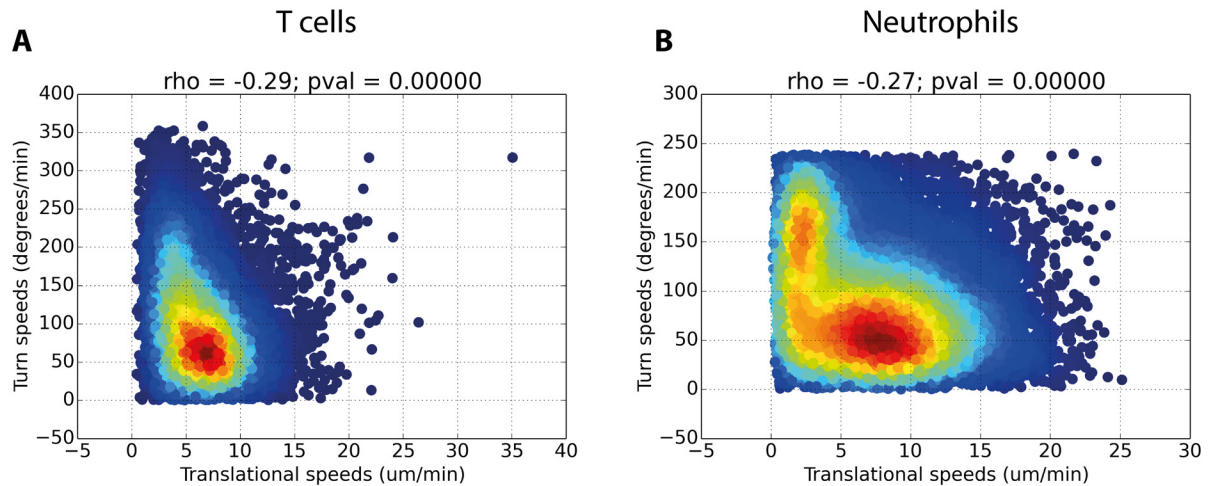 T cells
A
rho = -0.29; pval = 0.00000
400
350
300
250
200
150
100
50
0
−50
Turn speeds (degrees/min)
−5 0 5 10 15 20 25 30 35 40
Translational speeds (um/min)
Neutrophils
B
rho = -0.27; pval = 0.00000
300
250
200
150
100
50
0
−50
Turn speeds (degrees/min)
−5 0 5 10 15 20 25 30
Translational speeds (um/min)